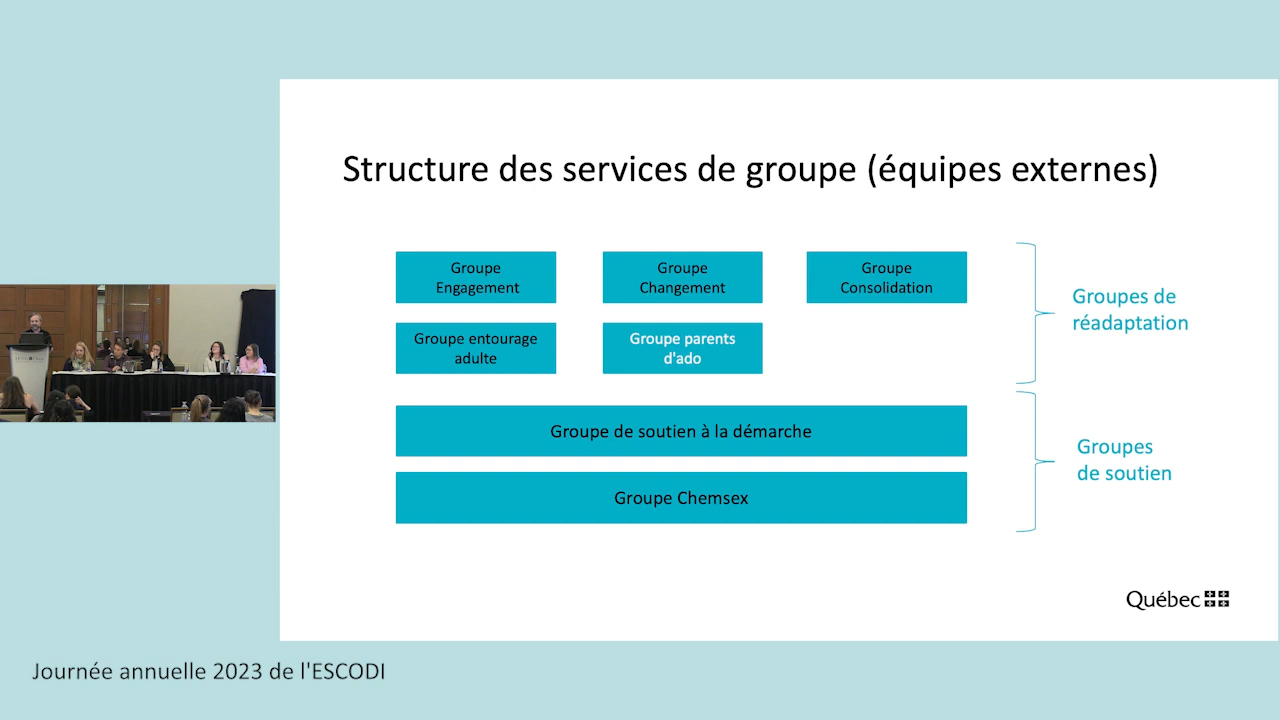 Structure des services de groupe (équipes externes)
Groupe
Engagement
Groupe
Changement
Groupe
Consolidation
Groupe entourage
adulte
Groupe parents
d'ado
Groupes de
réadaptation
Groupe de soutien à la démarche
Groupe Chemsex
Groupes
de soutien
Québec
Journée annuelle 2023 de l'ESCODI